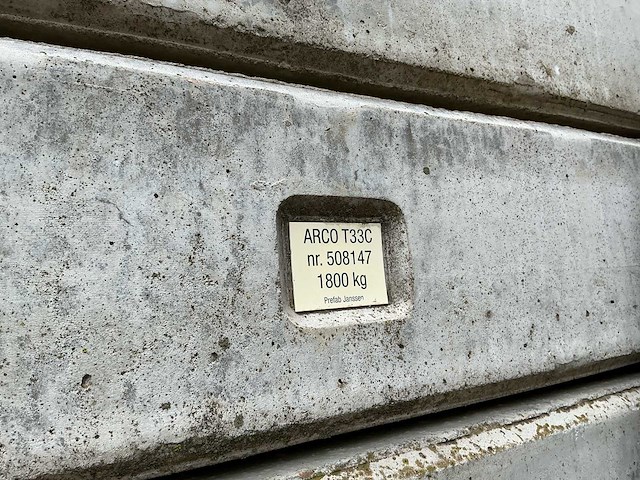 ARCO T33C
nr. 508147
1800 kg
Prefab Janssen